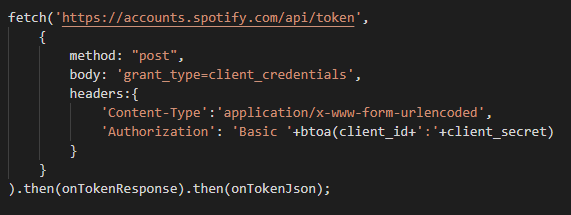 fetch('https://accounts.spotify.com/api/token',
{
method: "post",
body: 'grant_type=client_credentials',
headers:{
'Content-Type':'application/x-www-form-urlencoded',
'Authorization': 'Basic '+btoa(client_id+':'+client_secret)
}
}
).then(onTokenResponse).then(onTokenJson);